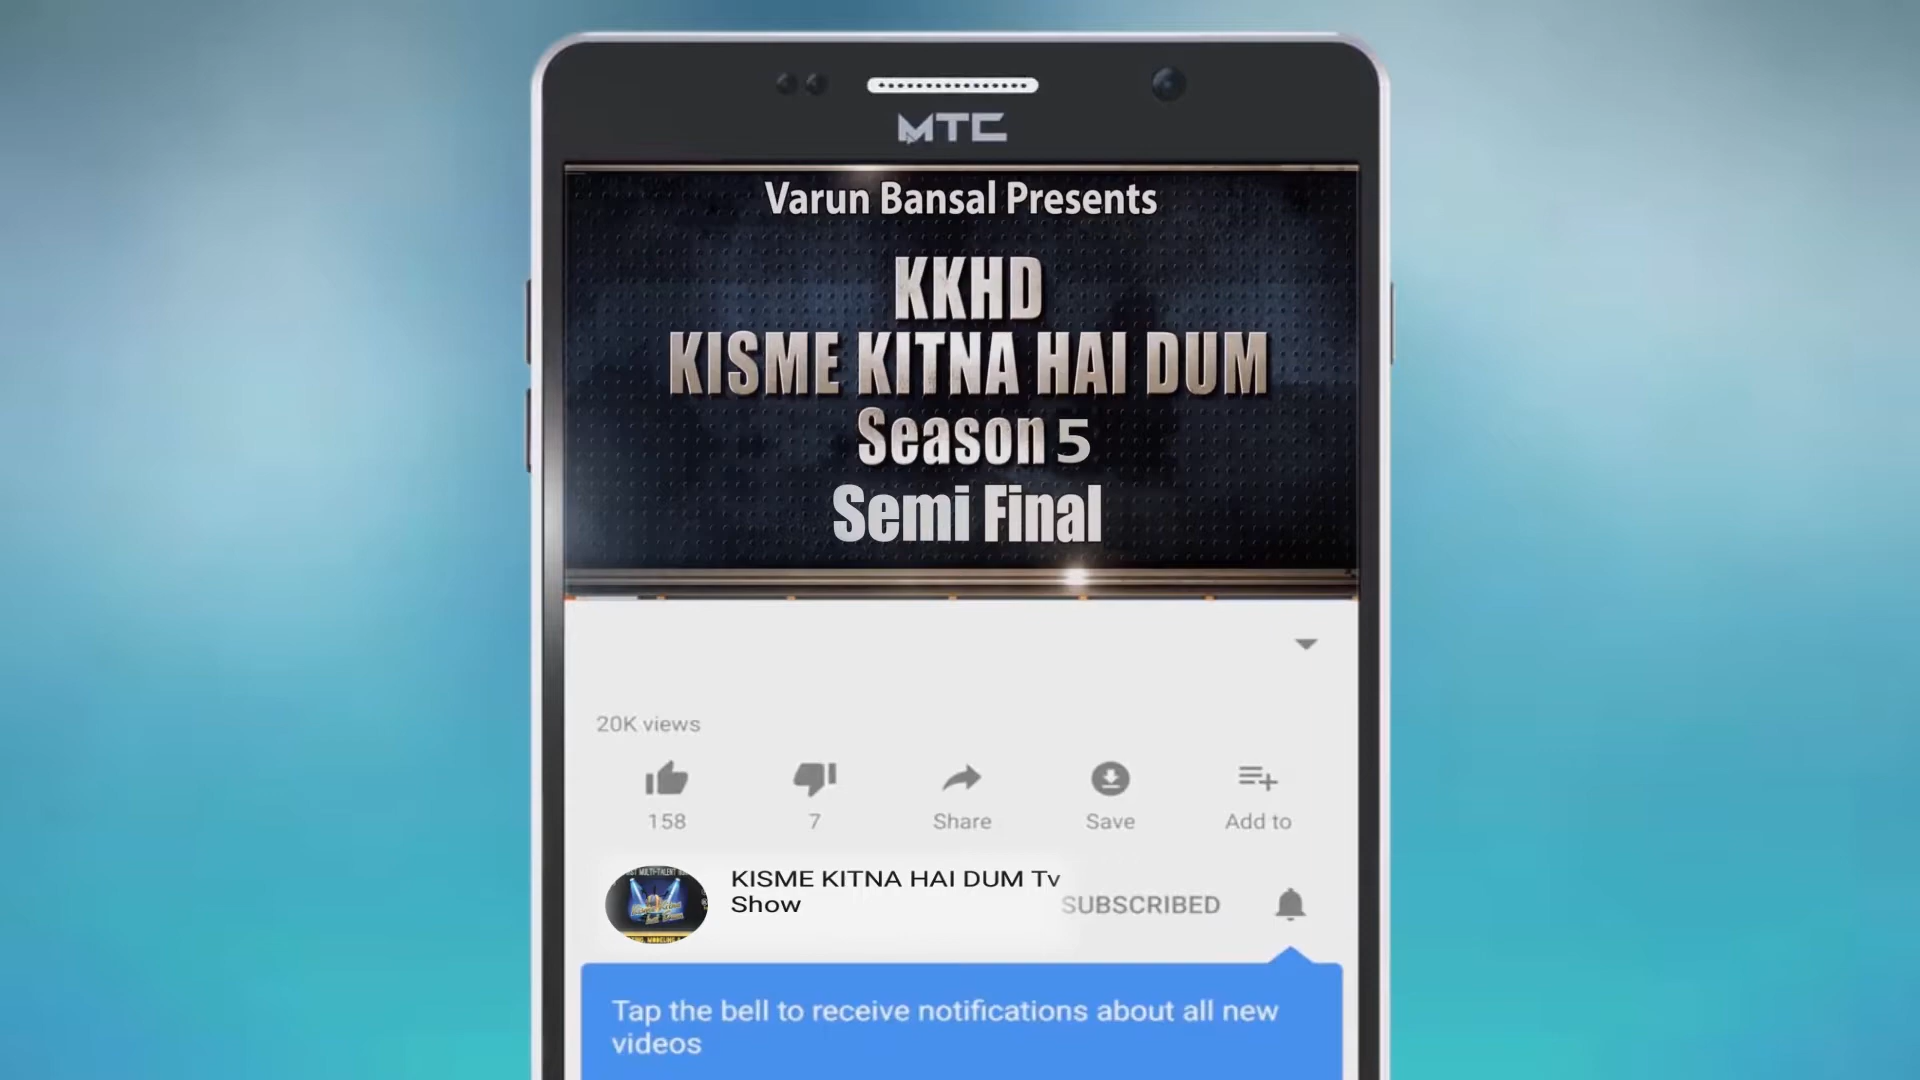 MTC
Varun Bansal Presents
KKHD
KISME KITNA HAI DUM
Season 5
Semi Final
20K views
158
7
Share
Save
Add to
KISME KITNA HAI DUM Tv
Show
SUBSCRIBED
Tap the bell to receive notifications about all new
videos